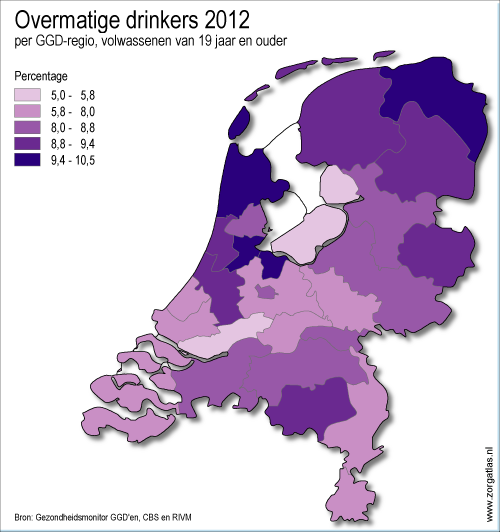 Overmatige drinkers 2012
per GGD-regio, volwassenen van 19 jaar en ouder
Percentage
5,0 - 5,8
5,8 - 8,0
8,0 - 8,8
8,8 - 9,4
9,4 - 10,5
Bron: Gezondheidsmonitor GGD'en, CBS en RIVM
www.zorgatlas.nl